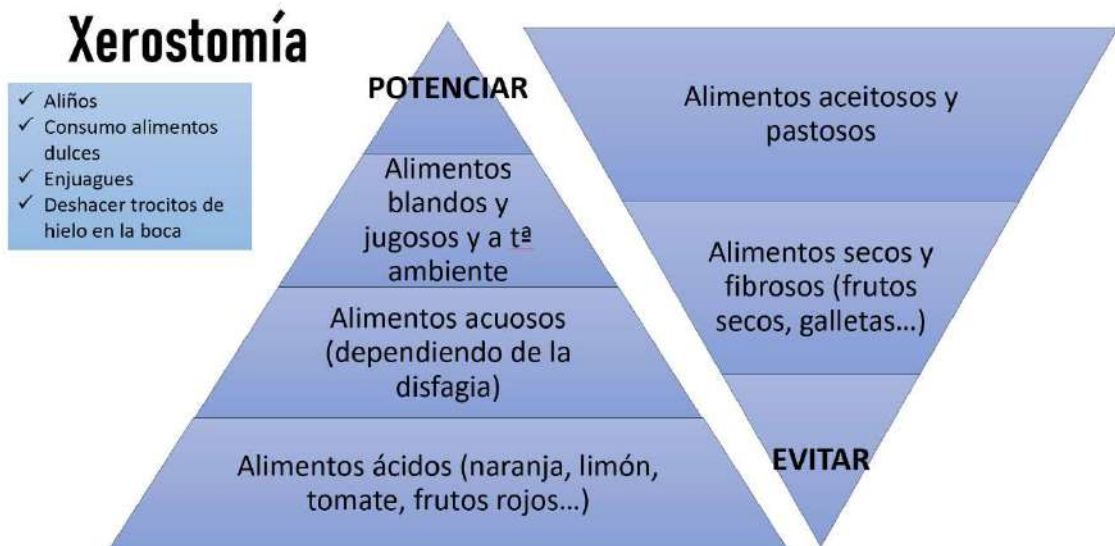 Xerostomía
✓ Aliños
✓ Consumo alimentos
dulces
✓ Enjuagues
✓ Deshacer trocitos de
hielo en la boca
POTENCIAR
Alimentos
blandos y
jugosos y a tª
ambiente
Alimentos acuosos
(dependiendo de la
disfagia)
Alimentos ácidos (naranja, limón,
tomate, frutos rojos...)
Alimentos aceitosos y
pastosos
Alimentos secos y
fibrosos (frutos
secos, galletas...)
EVITAR